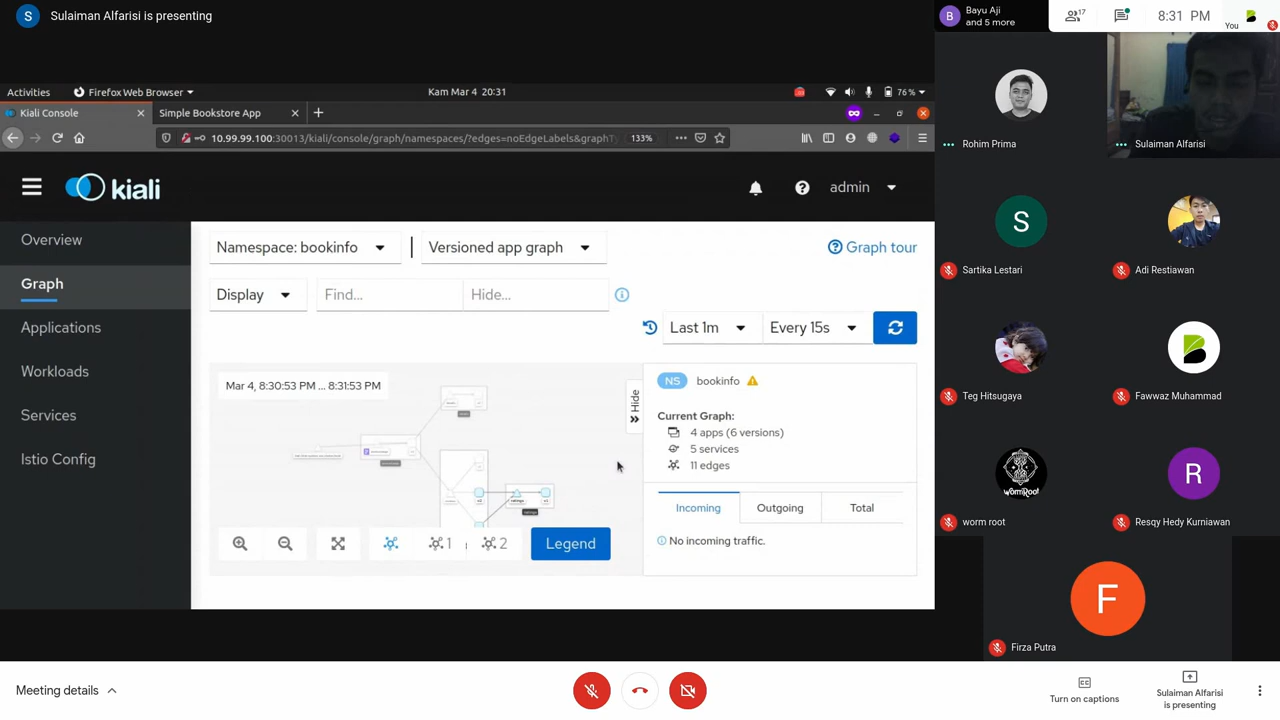 S Sulaiman Alfarisi is presenting
B Bayu Aji
and 5 more
17
8:31 PM
You
Activities Firefox Web Browser
Kam Mar 4 20:31
76%
Kiali Console
Simple Bookstore App
10.99.99.100:30013/kiali/console/graph/namespaces/?edges=noEdgeLabels&graphT
133%
kiali
admin
Overview
Graph
Applications
Workloads
Services
Istio Config
Namespace: bookinfo
Versioned app graph
Graph tour
Display
Find...
Hide...
Last 1m
Every 15s
Mar 4, 8:30:53 PM ... 8:31:53 PM
Hide
NS bookinfo
Current Graph:
4 apps (6 versions)
5 services
11 edges
Incoming
Outgoing
Total
No incoming traffic.
1
2
Legend
Rohim Prima
Sulaiman Alfarisi
S
Sartika Lestari
Adi Restiawan
Teg Hitsugaya
Fawwaz Muhammad
WormRoot
worm root
R
Resqy Hedy Kurniawan
F
Firza Putra
Meeting details
CC
Turn on captions
Sulaiman Alfarisi
is presenting